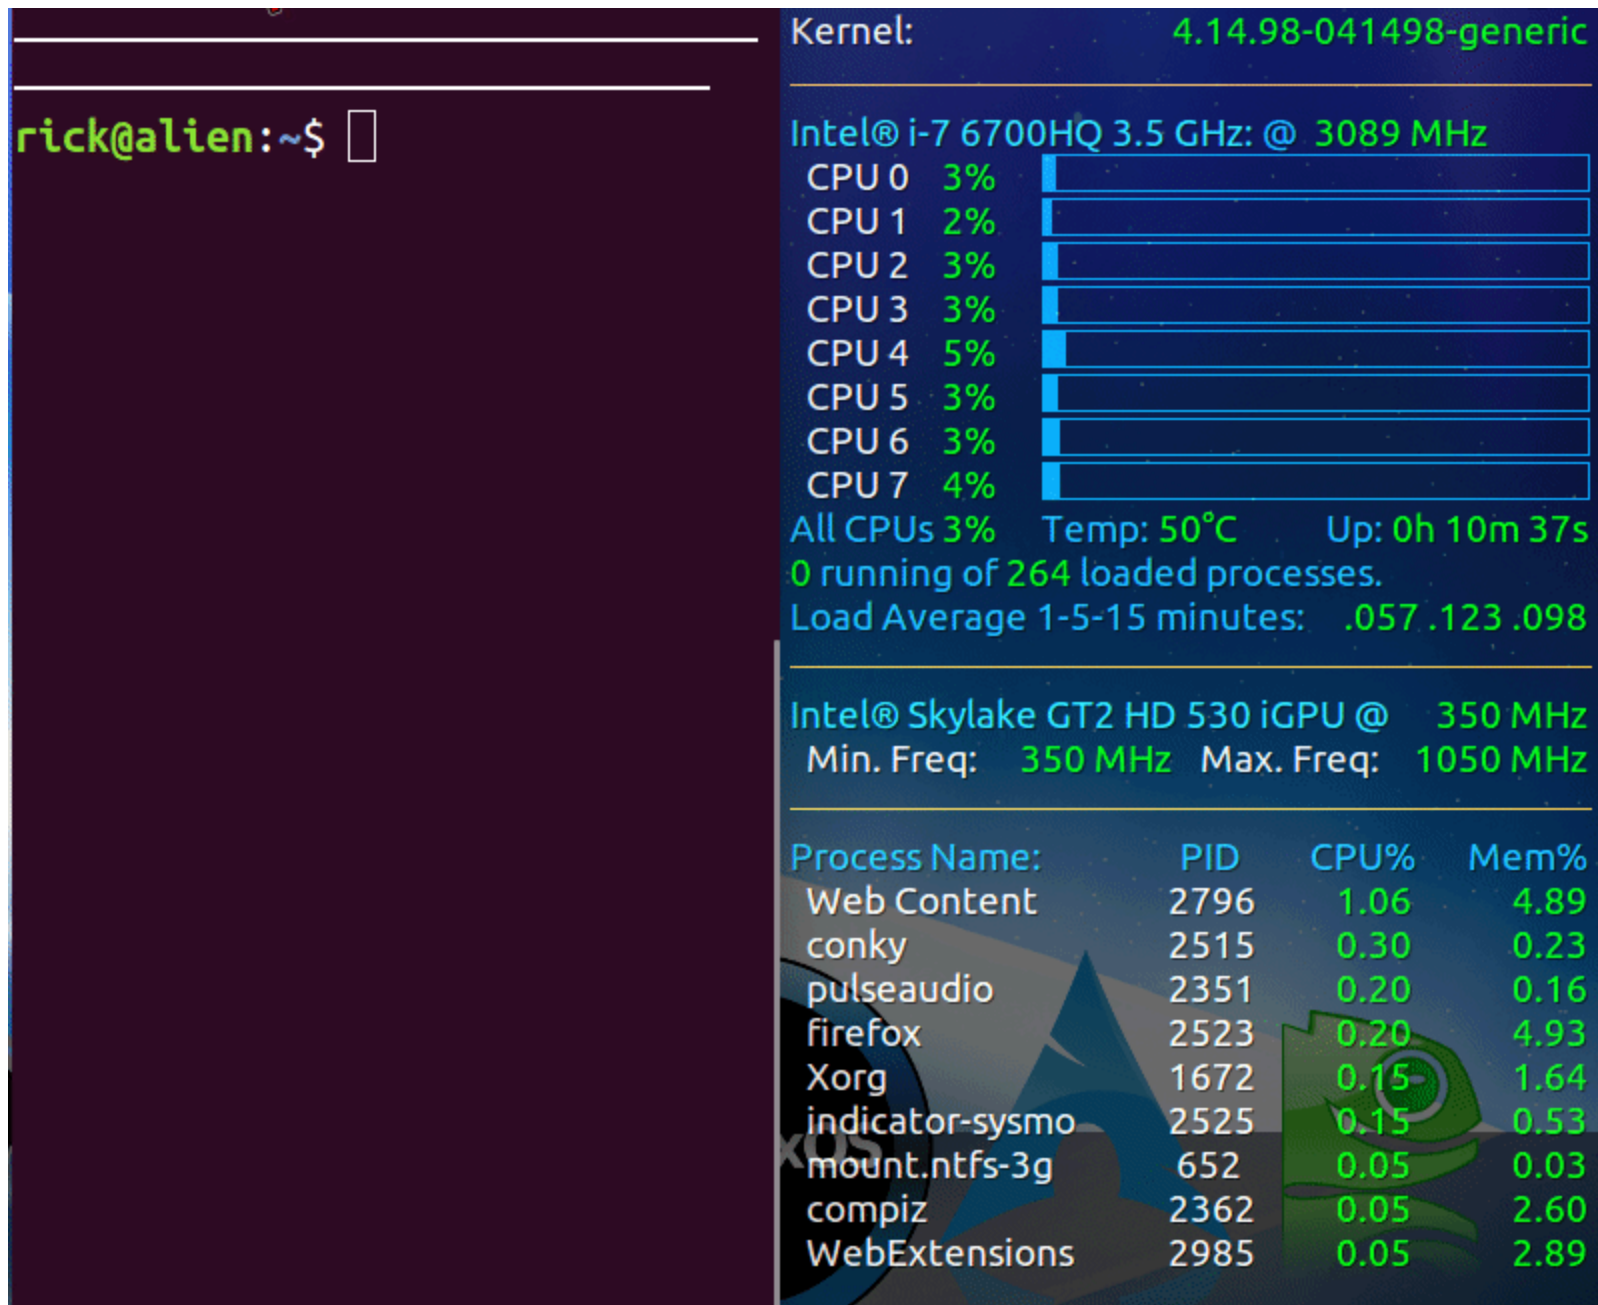 rick@alien:~$
Kernel: 4.14.98-041498-generic
Intel® i-7 6700HQ 3.5 GHz: @ 3089 MHz
CPU 0 3%
CPU 1 2%
CPU 2 3%
CPU 3 3%
CPU 4 5%
CPU 5 3%
CPU 6 3%
CPU 7 4%
All CPUs 3% Temp: 50°C Up: 0h 10m 37s
0 running of 264 loaded processes.
Load Average 1-5-15 minutes: .057 .123 .098
Intel® Skylake GT2 HD 530 iGPU @ 350 MHz
Min. Freq: 350 MHz Max. Freq: 1050 MHz
Process Name: PID CPU% Mem%
Web Content 2796 1.06 4.89
conky 2515 0.30 0.23
pulseaudio 2351 0.20 0.16
firefox 2523 0.20 4.93
Xorg 1672 0.15 1.64
indicator-sysmo 2525 0.15 0.53
xOS
mount.ntfs-3g 652 0.05 0.03
compiz 2362 0.05 2.60
WebExtensions 2985 0.05 2.89